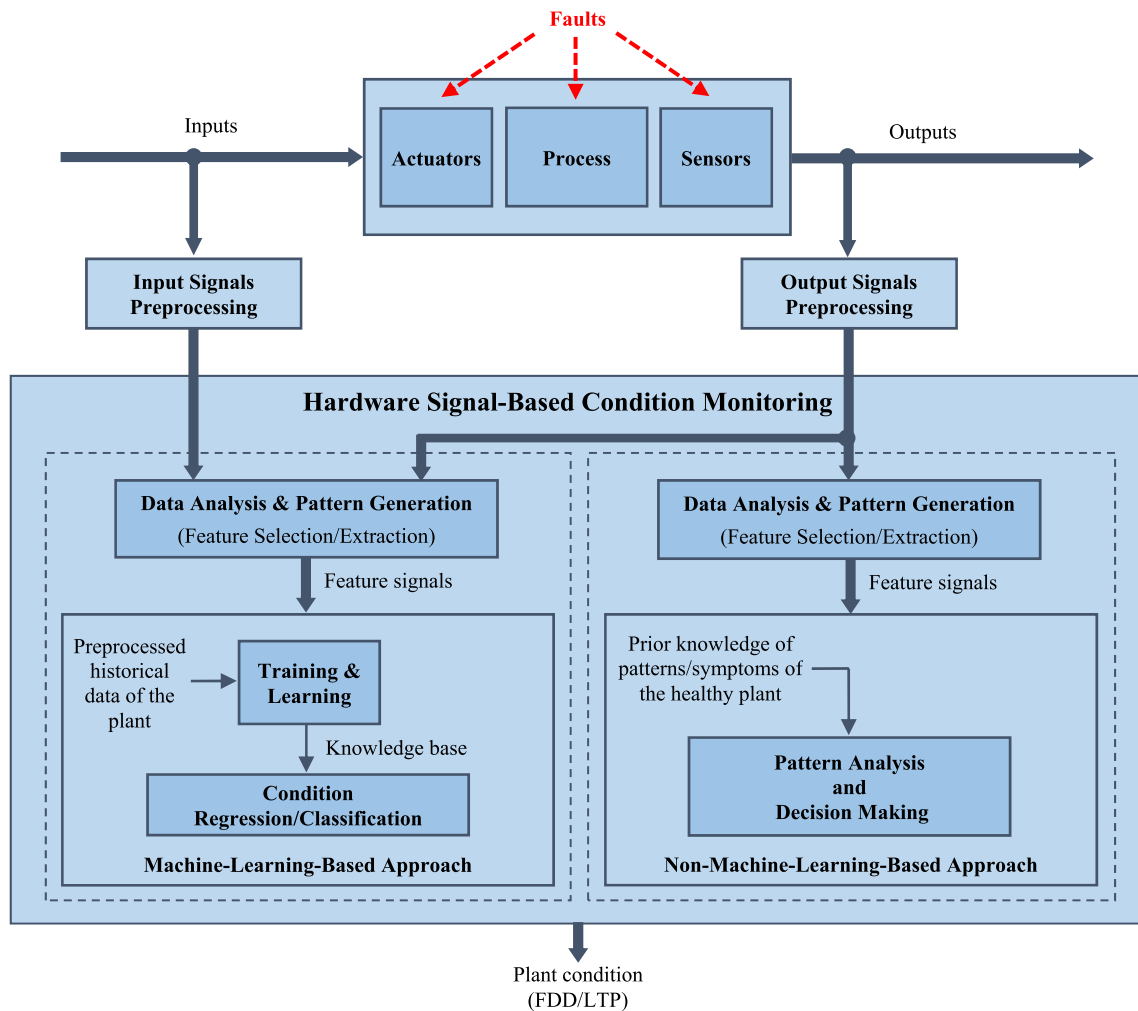 Faults
Inputs
Outputs
Actuators
Process
Sensors
Input Signals
Preprocessing
Output Signals
Preprocessing
Hardware Signal-Based Condition Monitoring
Data Analysis & Pattern Generation
(Feature Selection/Extraction)
Feature signals
Preprocessed
historical
data of the
plant
Training &
Learning
Knowledge base
Condition
Regression/Classification
Machine-Learning-Based Approach
Data Analysis & Pattern Generation
(Feature Selection/Extraction)
Feature signals
Prior knowledge of
patterns/symptoms of
the healthy plant
Pattern Analysis
and
Decision Making
Non-Machine-Learning-Based Approach
Plant condition
(FDD/LTP)